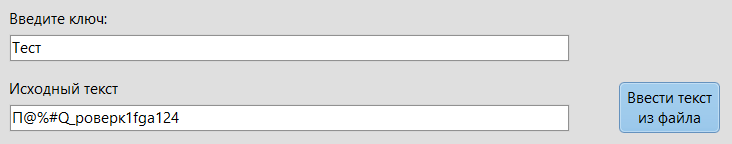 Введите ключ:
Тест
Исходный текст
П@%#Q_роверк1fga124
Ввести текст
из файла